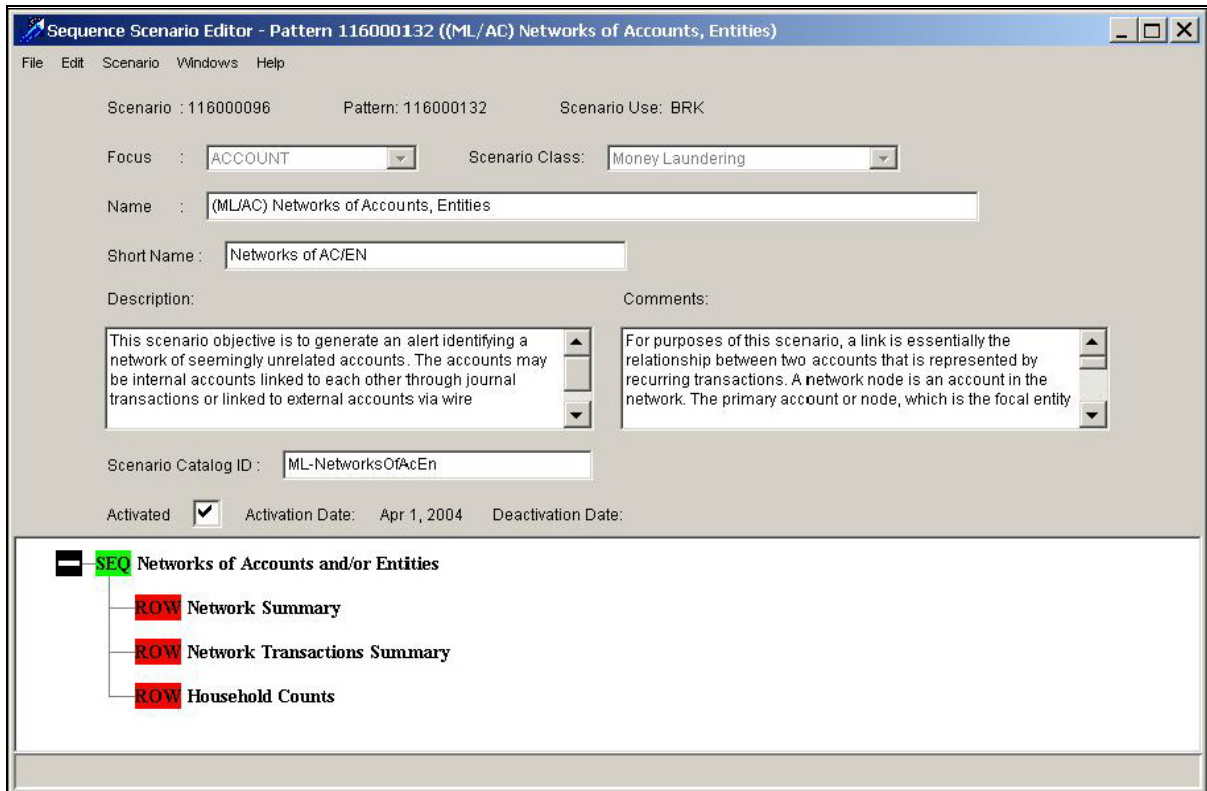 Sequence Scenario Editor - Pattern 116000132 ((ML/AC) Networks of Accounts, Entities)
File Edit Scenario Windows Help
Scenario : 116000096 Pattern: 116000132 Scenario Use: BRK
Focus : ACCOUNT Scenario Class: Money Laundering
Name : (ML/AC) Networks of Accounts, Entities
Short Name : Networks of AC/EN
Description: Comments:
This scenario objective is to generate an alert identifying a
network of seemingly unrelated accounts. The accounts may
be internal accounts linked to each other through journal
transactions or linked to external accounts via wire
For purposes of this scenario, a link is essentially the
relationship between two accounts that is represented by
recurring transactions. A network node is an account in the
network. The primary account or node, which is the focal entity
Scenario Catalog ID : ML-NetworksOfAcEn
Activated Activation Date: Apr 1, 2004 Deactivation Date:
SEQ Networks of Accounts and/or Entities
ROW Network Summary
ROW Network Transactions Summary
ROW Household Counts